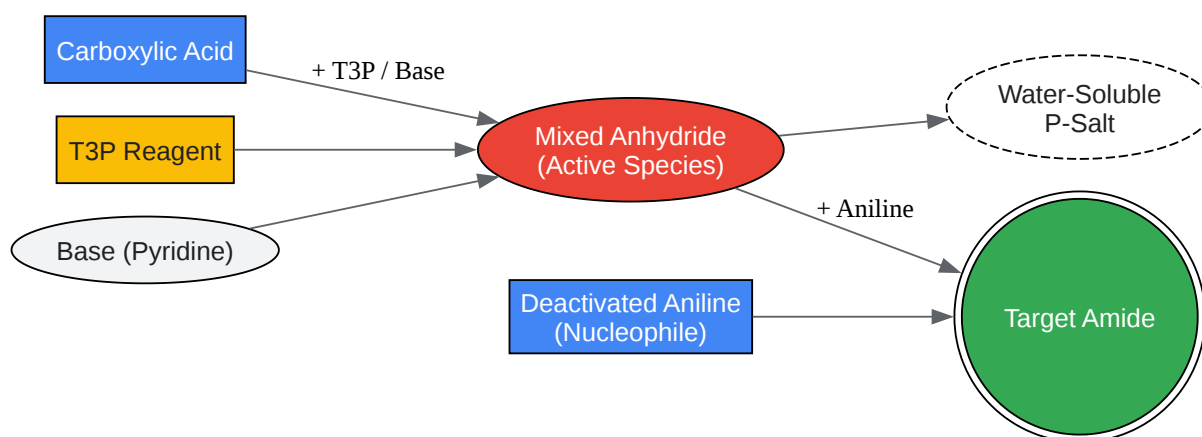 Carboxylic Acid
+ T3P / Base
T3P Reagent
Base (Pyridine)
Mixed Anhydride
(Active Species)
Water-Soluble
P-Salt
+ Aniline
Deactivated Aniline
(Nucleophile)
Target Amide